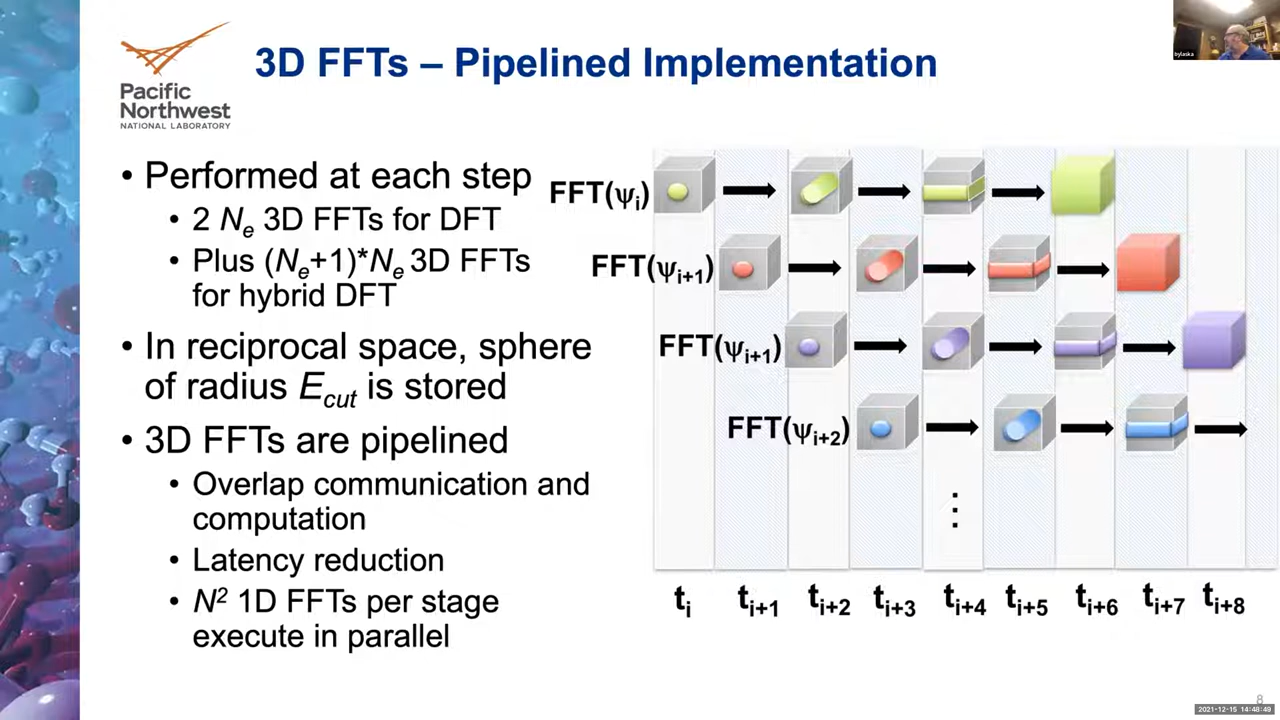 3D FFTs – Pipelined Implementation
Pacific
Northwest
NATIONAL LABORATORY
bylaska
• Performed at each step
• 2 Ne 3D FFTs for DFT
• Plus (Ne+1)*Ne 3D FFTs
for hybrid DFT
• In reciprocal space, sphere
of radius Ecut is stored
• 3D FFTs are pipelined
• Overlap communication and
computation
• Latency reduction
• N² 1D FFTs per stage
execute in parallel
FFT(ψi)
FFT(ψi+1)
FFT(ψi+1)
FFT(ψi+2)
⋮
ti ti+1 ti+2 ti+3 ti+4 ti+5 ti+6 ti+7 ti+8
8
2021-12-15 14:48:49